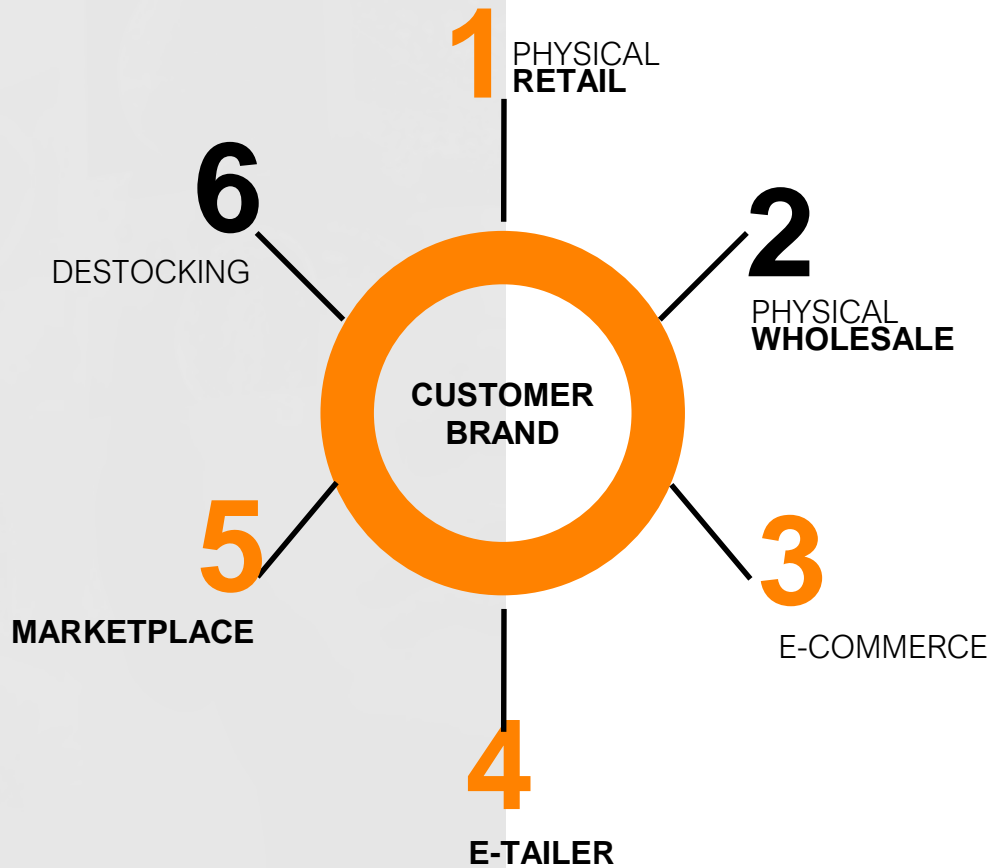 1
PHYSICAL
RETAIL
2
PHYSICAL
WHOLESALE
3
E-COMMERCE
4
E-TAILER
5
MARKETPLACE
6
DESTOCKING
CUSTOMER
BRAND